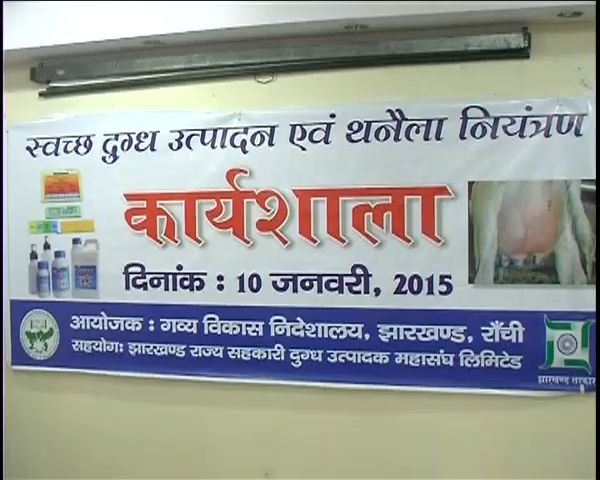 स्वच्छ दुग्ध उत्पादन एवं थनैला नियंत्रण
कार्यशाला
दिनांक : 10 जनवरी, 2015
आयोजक : गव्य विकास निदेशालय, झारखण्ड, राँची
सहयोगः झारखण्ड राज्य सहकारी दुग्ध उत्पादक महासंघ लिमिटेड
झारखण्ड सरकार